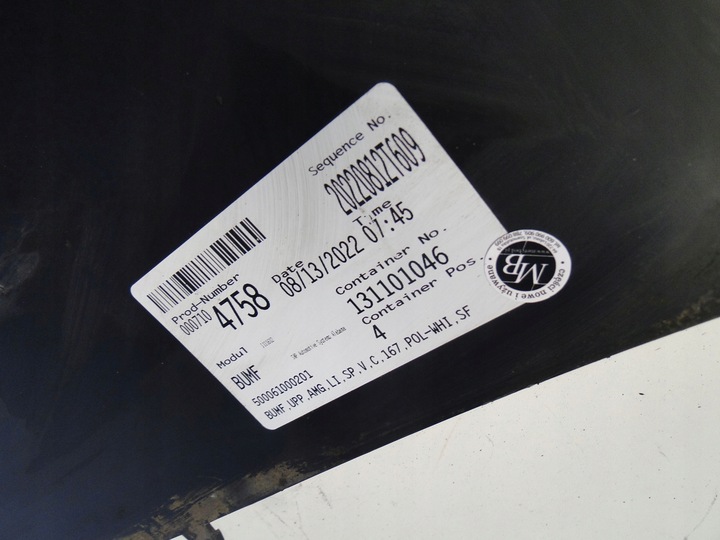 Sequence No.
20220812T609
Prod-Number
000710 4758
Date
08/13/2022
Time
07:45
Modul
BUMF
Container No.
131101046
Container Pos.
4
500061000201
BUMF,UPP,AMG,LI,SP,V,C,167,POL-WHI,SF
MB
części nowe i używane